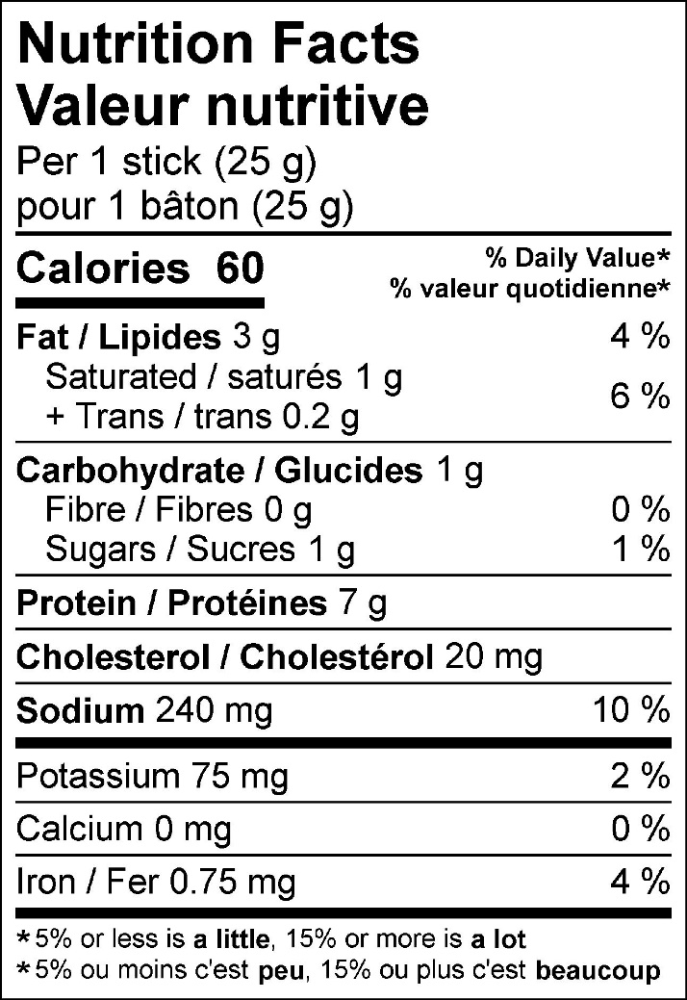 Nutrition Facts
Valeur nutritive
Per 1 stick (25 g)
pour 1 bâton (25 g)
Calories 60
% Daily Value*
% valeur quotidienne*
Fat / Lipides 3 g 4 %
Saturated / saturés 1 g
+ Trans / trans 0.2 g
6 %
Carbohydrate / Glucides 1 g
Fibre / Fibres 0 g 0 %
Sugars / Sucres 1 g 1 %
Protein / Protéines 7 g
Cholesterol / Cholestérol 20 mg
Sodium 240 mg 10 %
Potassium 75 mg 2 %
Calcium 0 mg 0 %
Iron / Fer 0.75 mg 4 %
*5% or less is a little, 15% or more is a lot
*5% ou moins c'est peu, 15% ou plus c'est beaucoup